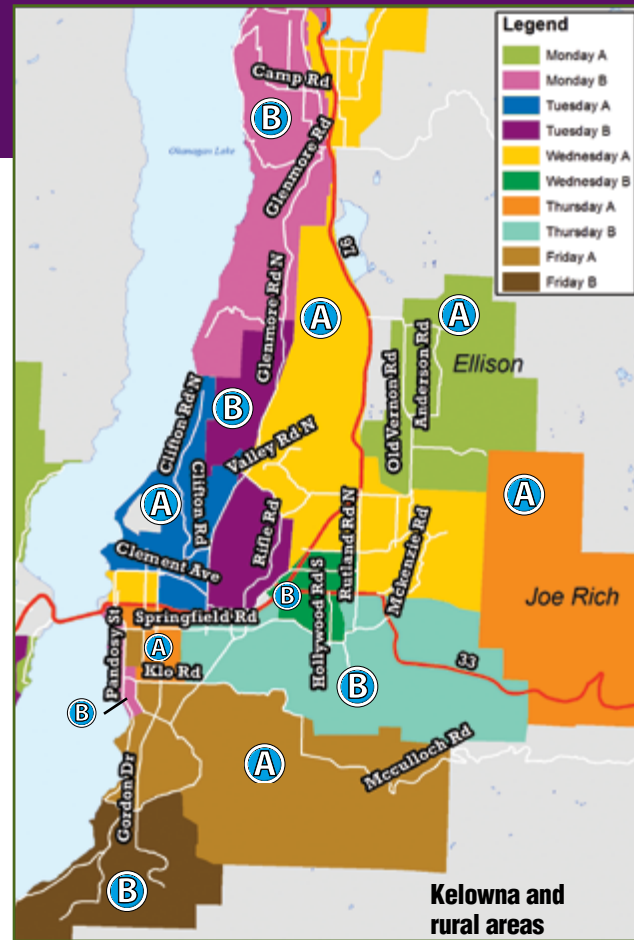 Legend
Monday A
Monday B
Tuesday A
Tuesday B
Wednesday A
Wednesday B
Thursday A
Thursday B
Friday A
Friday B
Camp Rd
B
Okanagan Lake
Glenmore Rd
97
Glenmore Rd N
A
A
Ellison
Old Vernon Rd
Anderson Rd
Clifton Rd N
B
Valley Rd N
Clifton Rd
A
A
Rifle Rd
Rutland Rd N
Mckenzie Rd
Clement Ave
Joe Rich
B
Hollywood Rd S
Springfield Rd
Pandosy St
A
Klo Rd
33
B
B
A
Mcculloch Rd
Gordon Dr
B
Kelowna and
rural areas